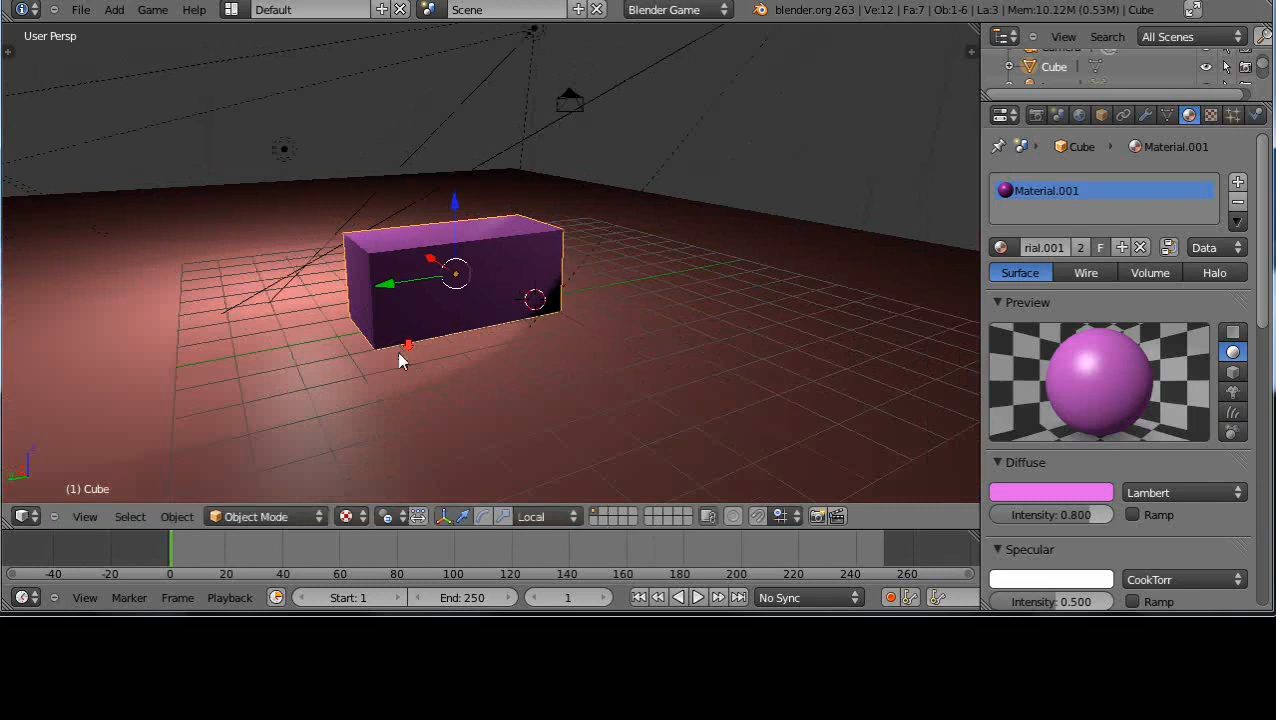 Default Scene Blender Game blender.org 263 | Ve:12 | Fa:7 | Ob:1-6 | La:3 | Mem:10.12M (0.53M) | Cube
File Add Game Help
User Persp
View Search All Scenes
Cube
Cube Material.001
Material.001
rial.001 2 F Data
Surface Wire Volume Halo
Preview
Diffuse
Lambert
Intensity: 0.800 Ramp
Specular
CookTorr
Intensity: 0.500 Ramp
(1) Cube
View Select Object Object Mode Local
-40 -20 0 20 40 60 80 100 120 140 160 180 200 220 240 260
View Marker Frame Playback Start: 1 End: 250 1 No Sync